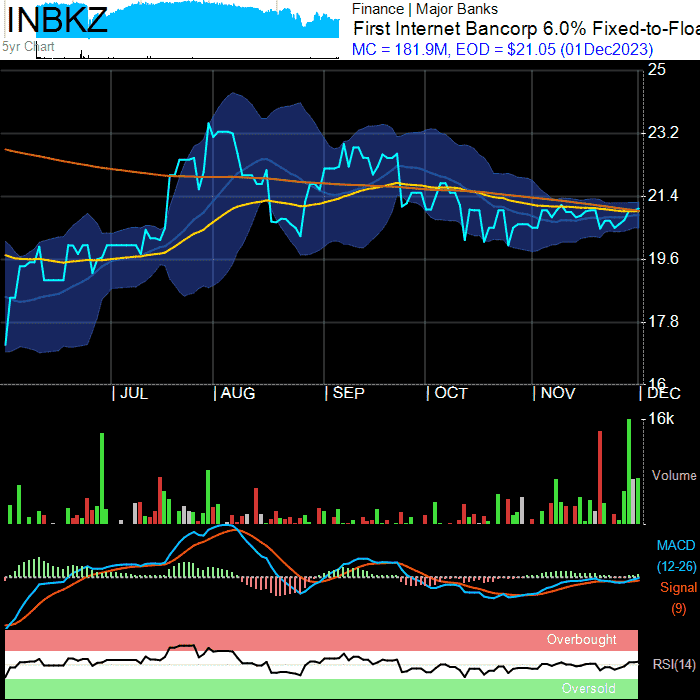 INBKZ
Finance | Major Banks
First Internet Bancorp 6.0% Fixed-to-Floa
MC = 181.9M, EOD = $21.05 (01Dec2023)
5yr Chart
25
23.2
21.4
19.6
17.8
16
JUL AUG SEP OCT NOV DEC
16k
Volume
MACD
(12-26)
Signal
(9)
Overbought
RSI(14)
Oversold